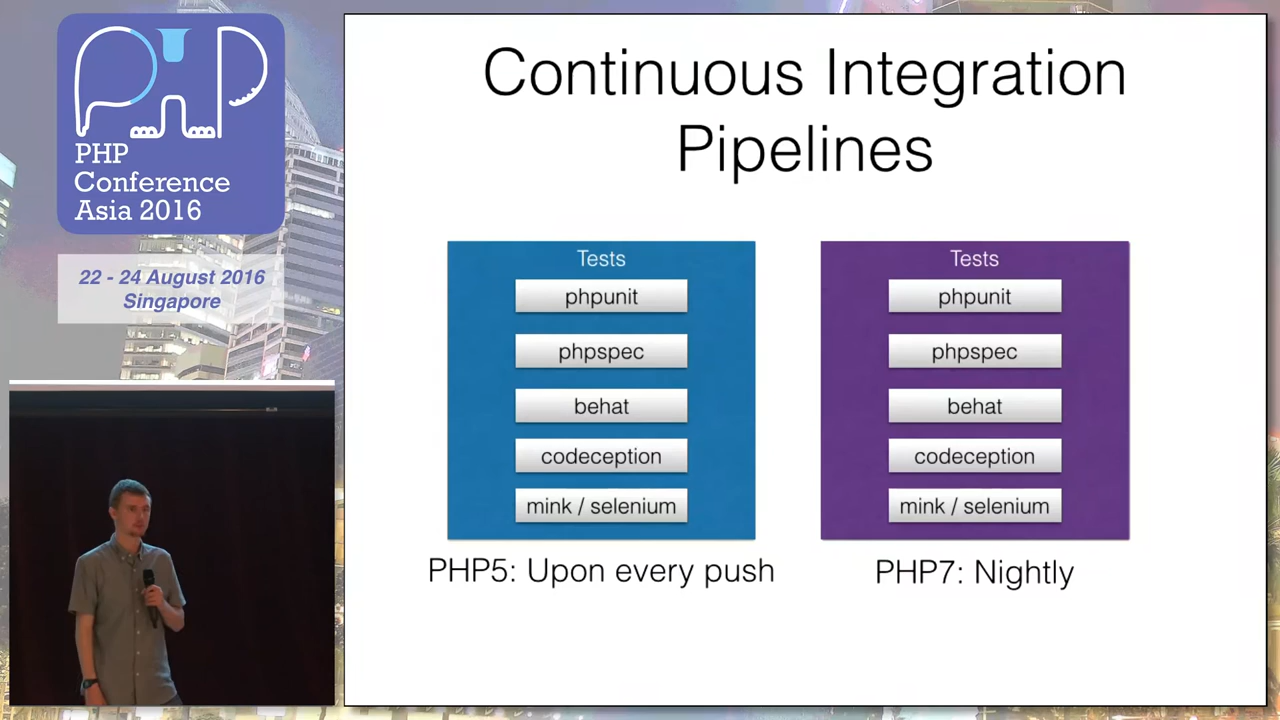 PHP
PHP
Conference
Asia 2016
22 - 24 August 2016
Singapore
Continuous Integration
Pipelines
Tests
phpunit
phpspec
behat
codeception
mink / selenium
PHP5: Upon every push
Tests
phpunit
phpspec
behat
codeception
mink / selenium
PHP7: Nightly